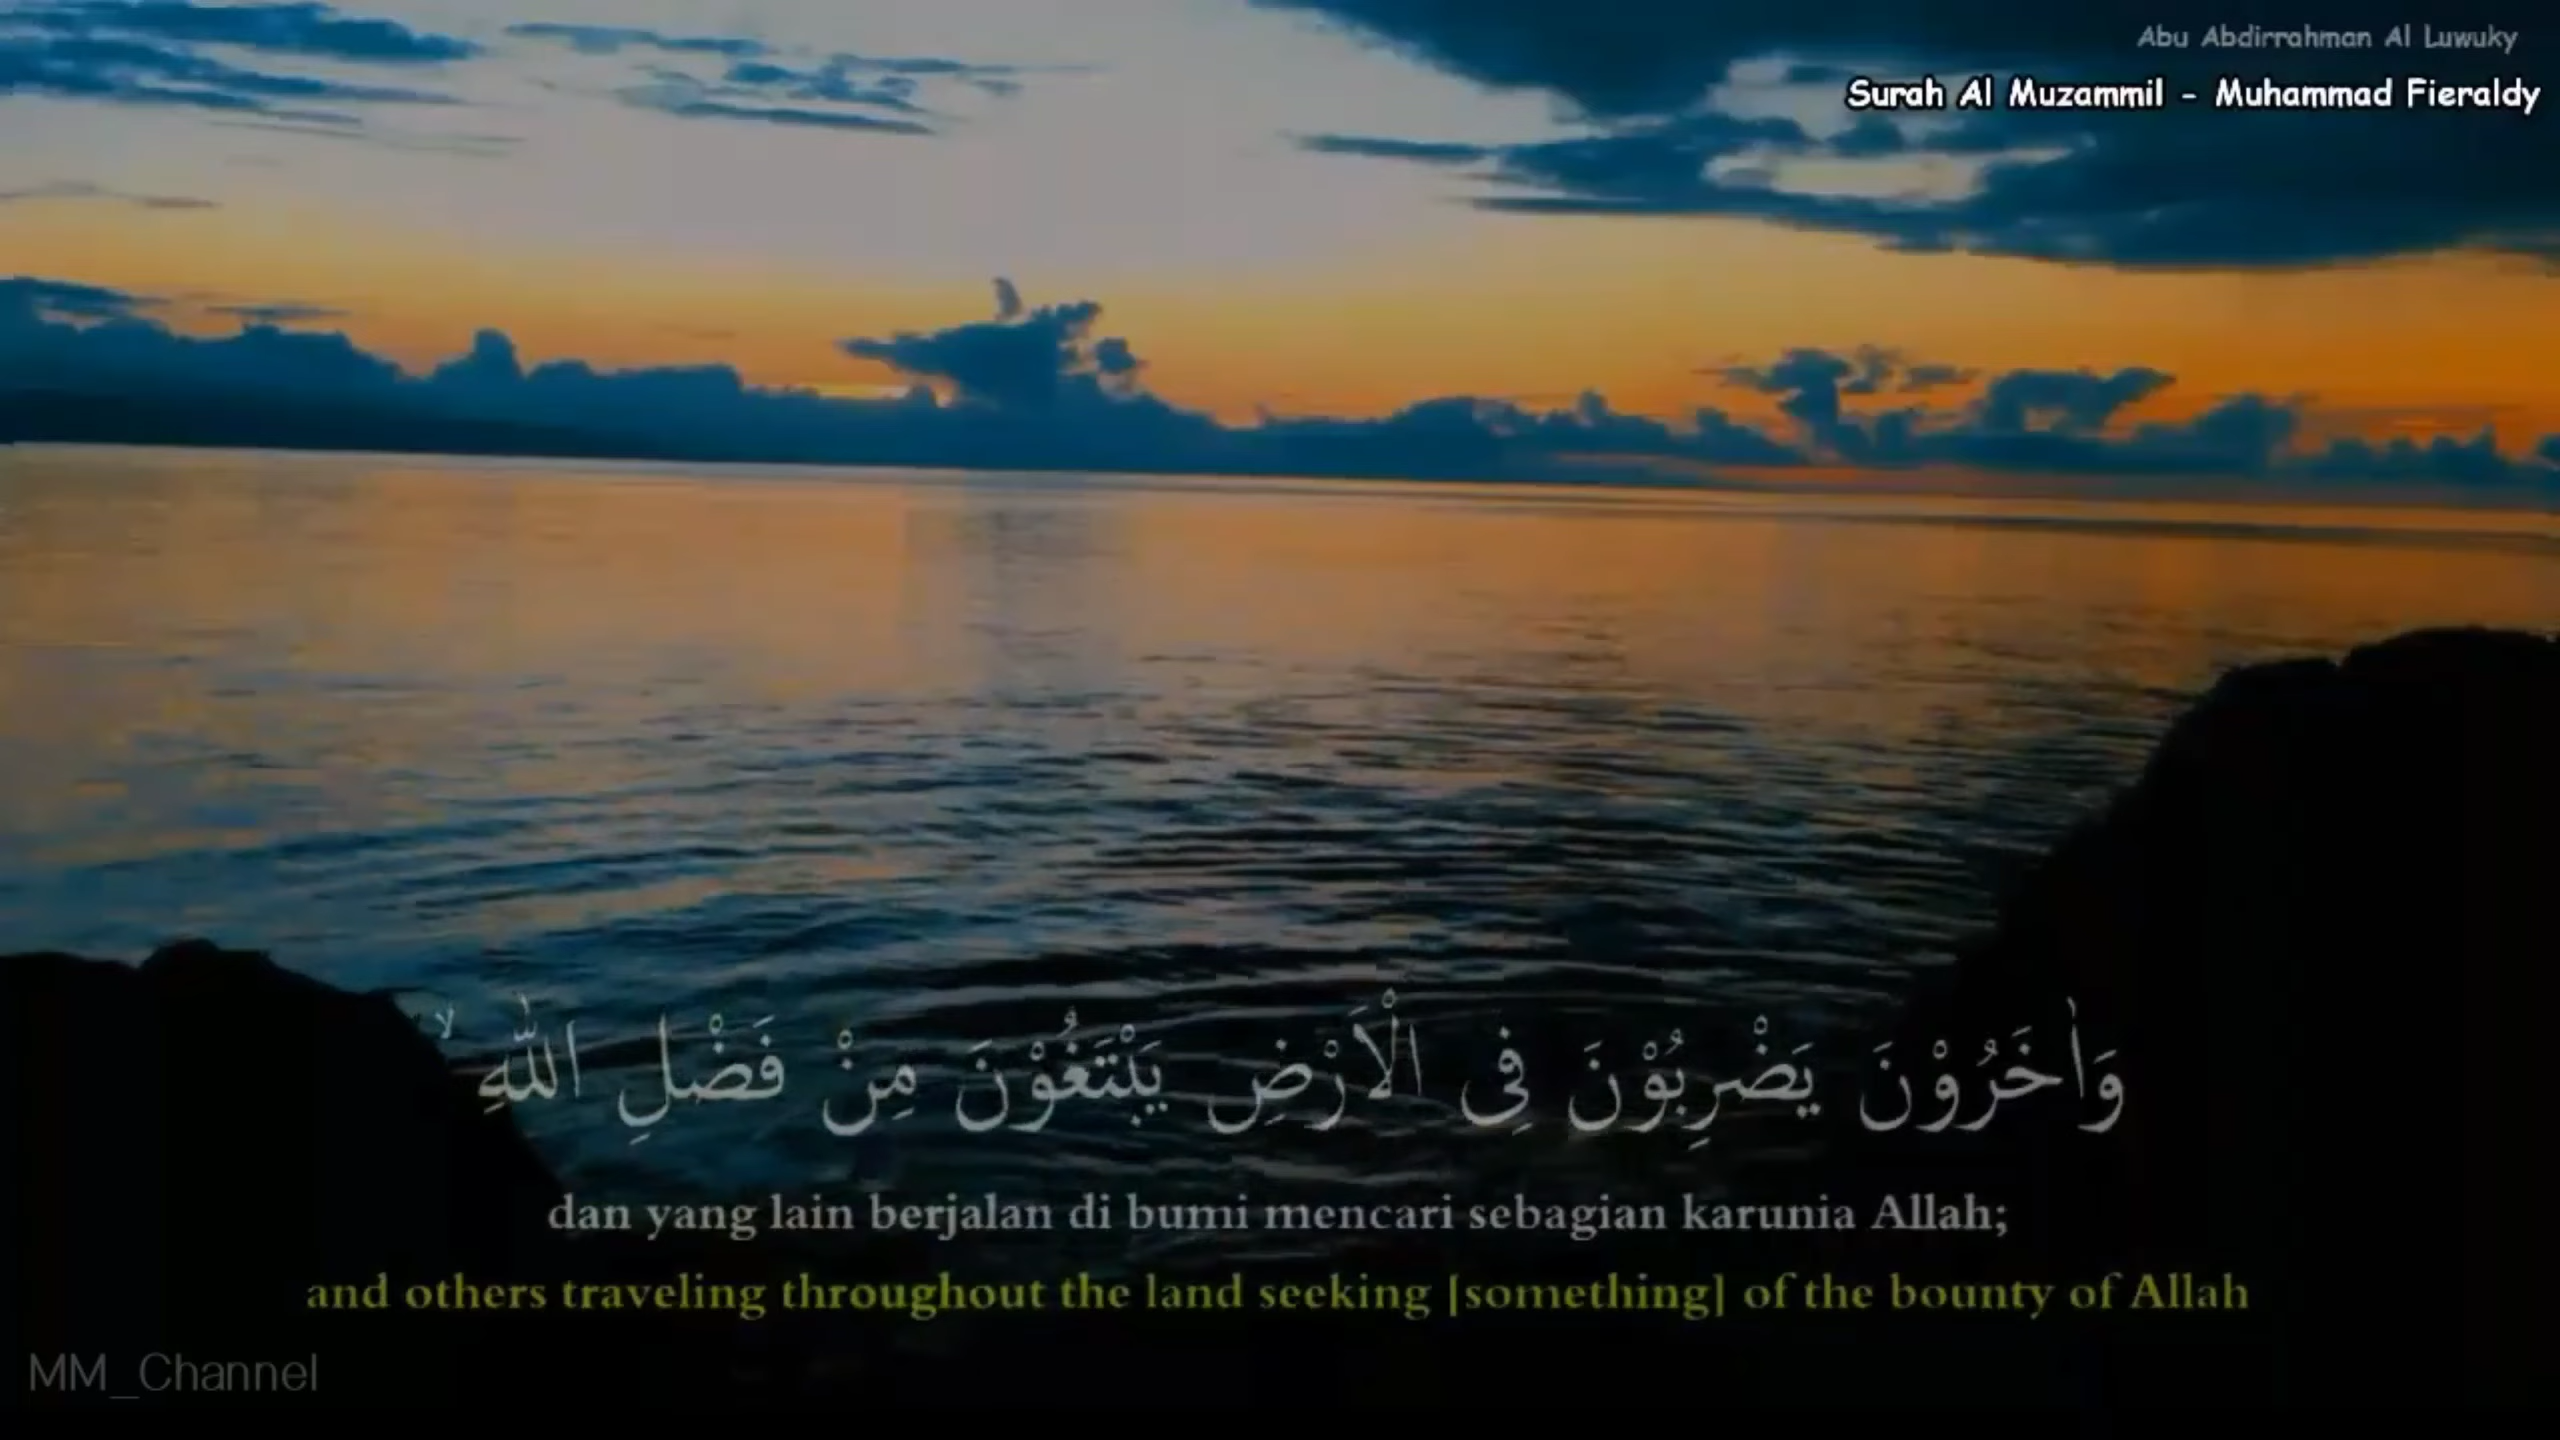 Abu Abdirrahman Al Luwuky
Surah Al Muzammil - Muhammad Fieraldy
وَاٰخَرُوْنَ يَضْرِبُوْنَ فِى الْاَرْضِ يَبْتَغُوْنَ مِنْ فَضْلِ اللّٰهِ ۙ
dan yang lain berjalan di bumi mencari sebagian karunia Allah;
and others traveling throughout the land seeking [something] of the bounty of Allah
MM_Channel